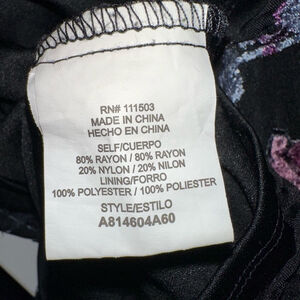 RN# 111503
MADE IN CHINA
HECHO EN CHINA
SELF/CUERPO
80% RAYON / 80% RAYON
20% NYLON / 20% NILON
LINING/FORRO
100% POLYESTER / 100% POLIESTER
STYLE/ESTILO
A814604A60